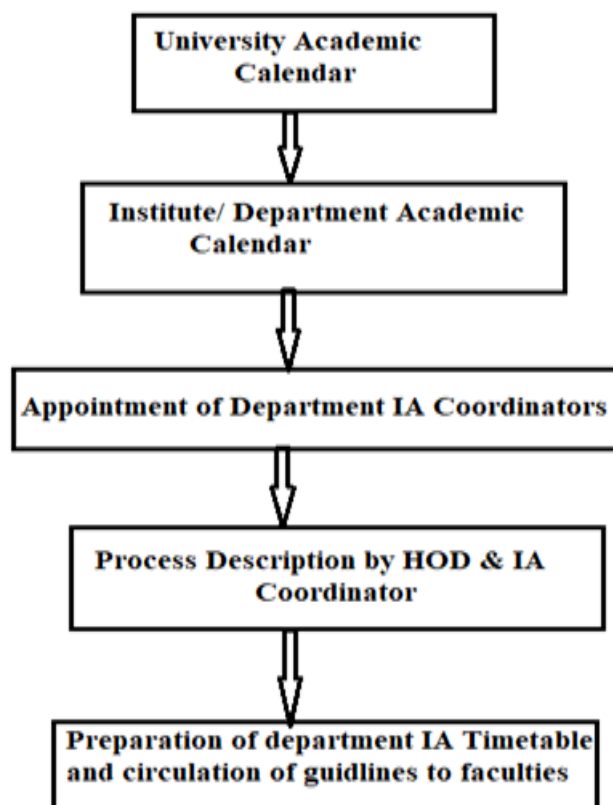 University Academic
Calendar
Institute/ Department Academic
Calendar
Appointment of Department IA Coordinators
Process Description by HOD & IA
Coordinator
Preparation of department IA Timetable
and circulation of guidlines to faculties